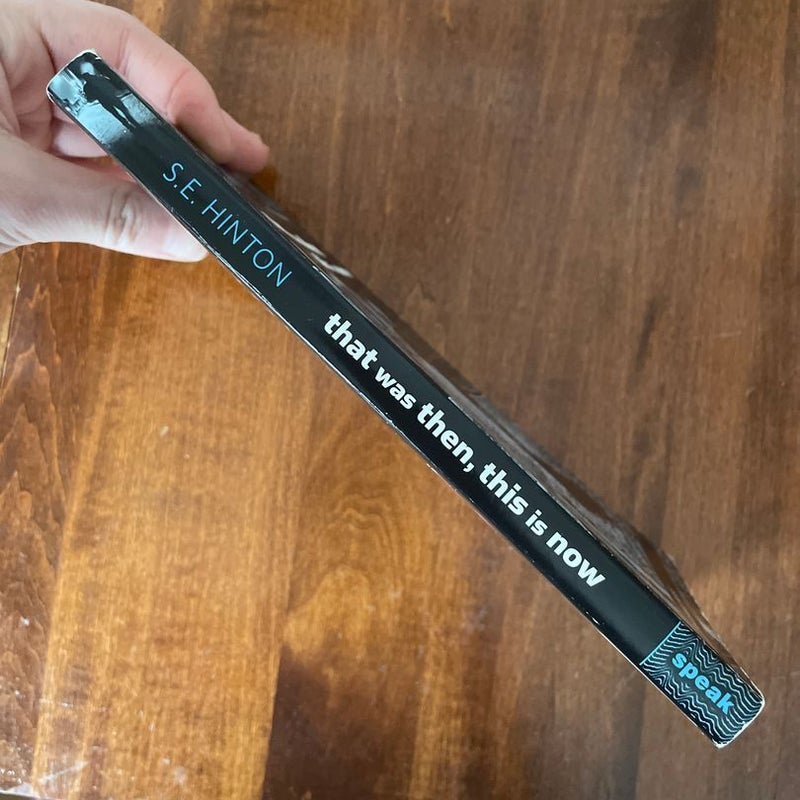 S.E. HINTON
that was then, this is now
speak